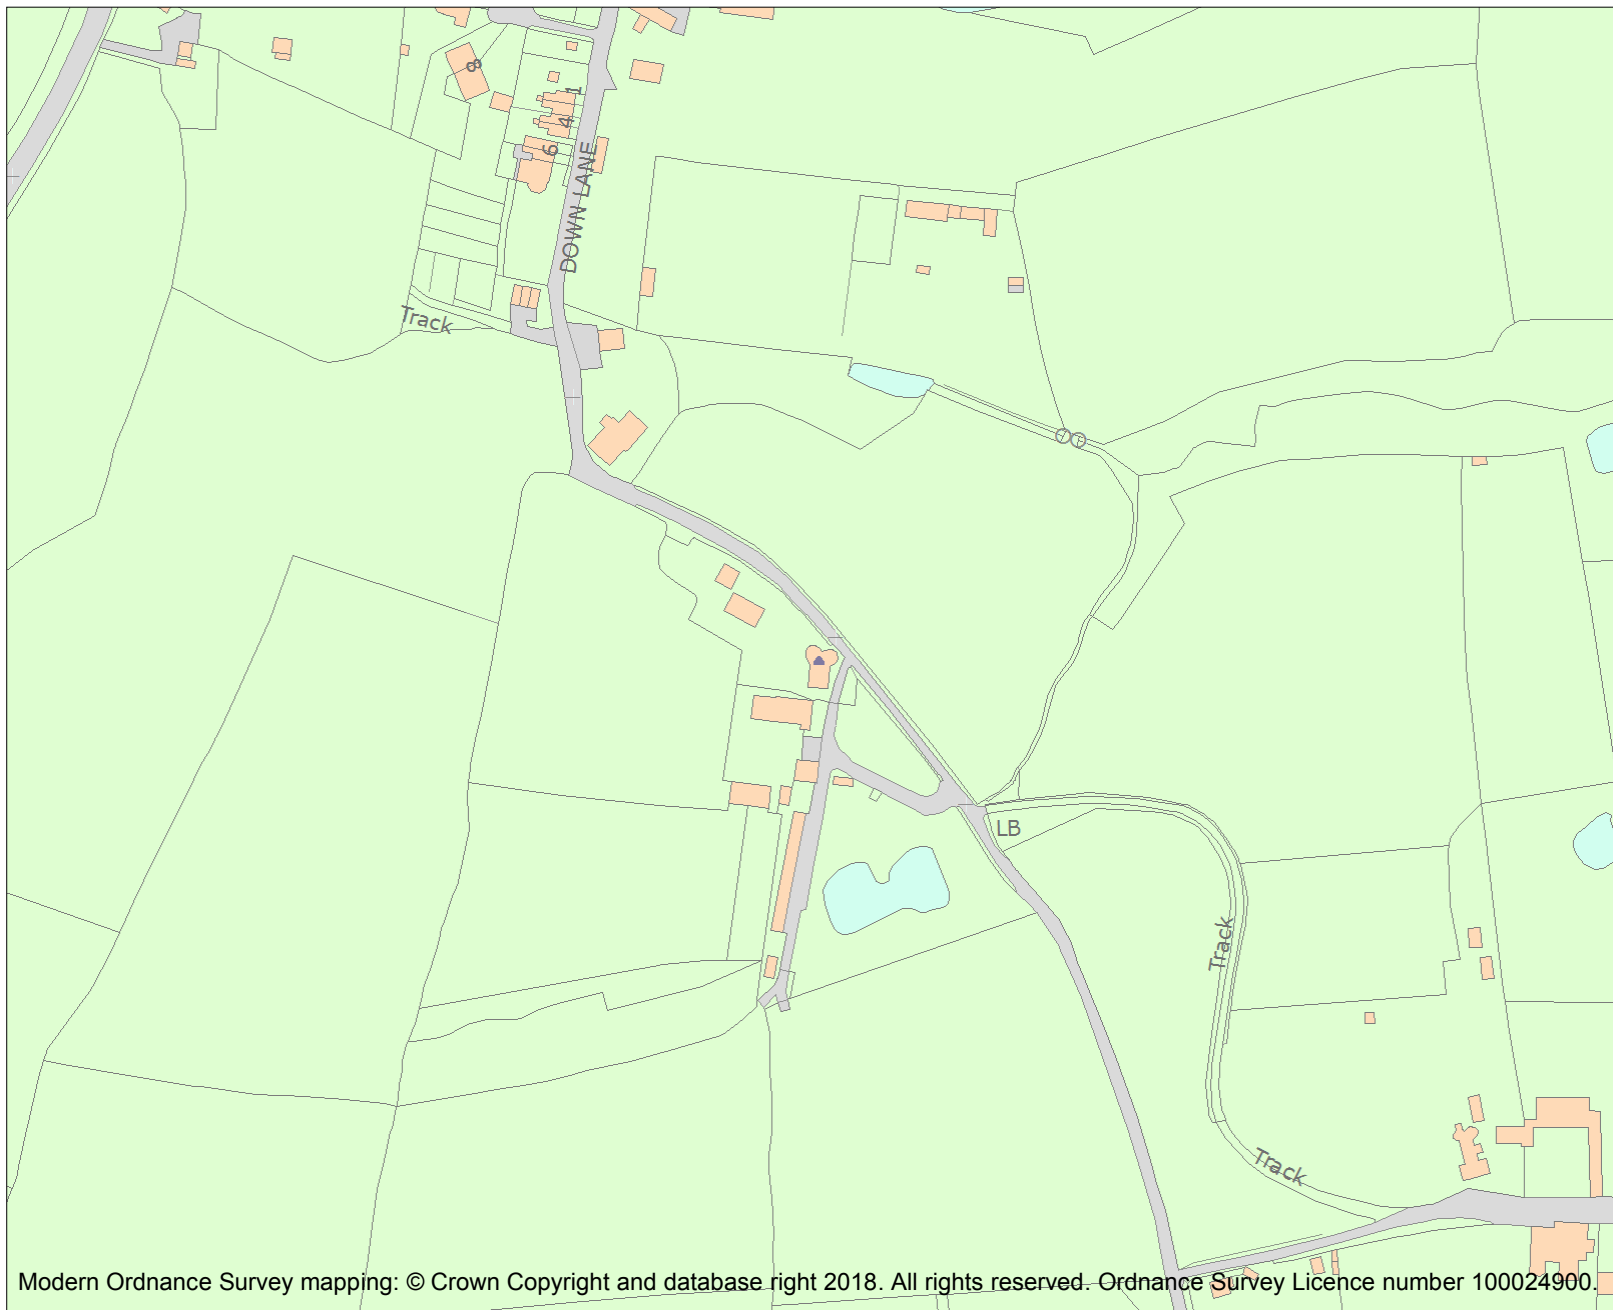 8
1
4
6
DOWN LANE
Track
LB
Track
Track
Modern Ordnance Survey mapping: © Crown Copyright and database right 2018. All rights reserved. Ordnance Survey Licence number 100024900.